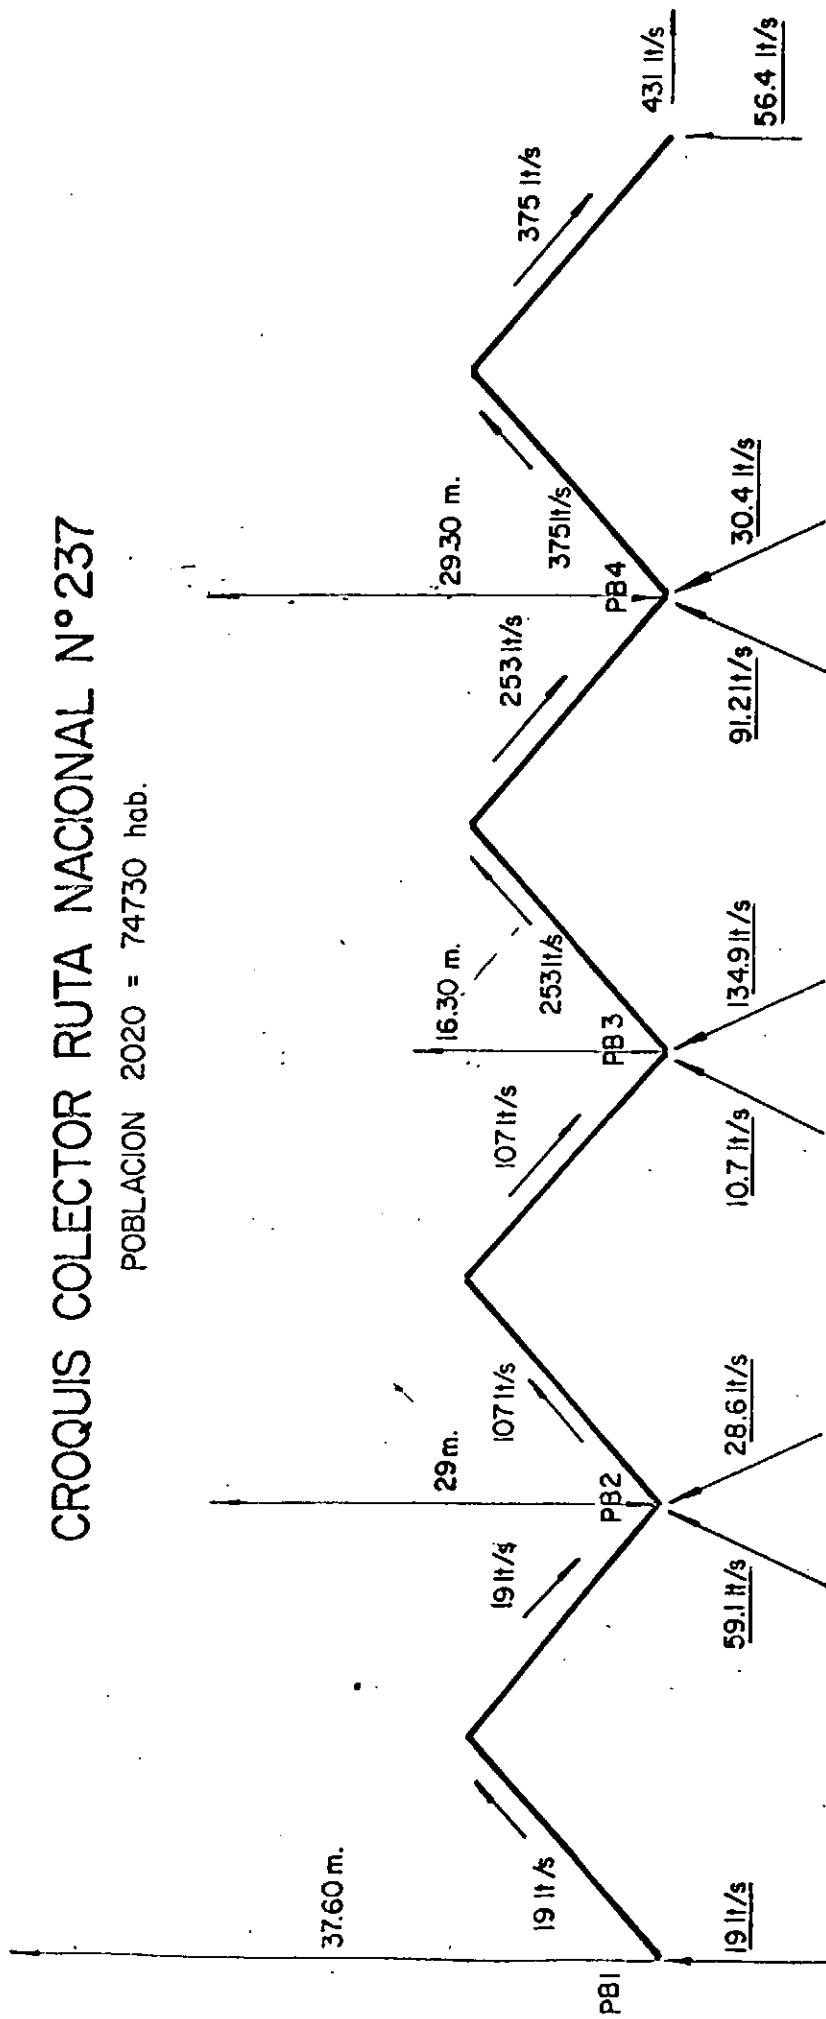 CROQUIS COLECTOR RUTA NACIONAL N° 237
POBLACION 2020 = 74730 hab.
37.60 m.
29 m.
16.30 m.
29.30 m.
PB1
19 lt/s
19 lt/s
19 lt/s
PB2
59.1 lt/s
28.6 lt/s
107 lt/s
107 lt/s
PB3
10.7 lt/s
134.9 lt/s
253 lt/s
253 lt/s
PB4
91.2 lt/s
30.4 lt/s
375 lt/s
375 lt/s
431 lt/s
56.4 lt/s